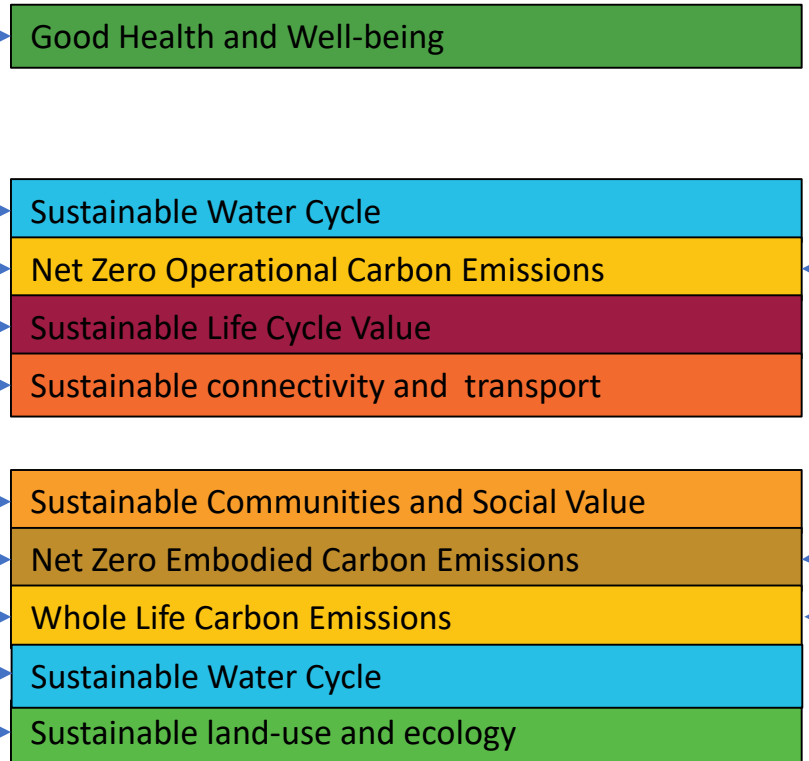 Good Health and Well-being
Sustainable Water Cycle
Net Zero Operational Carbon Emissions
Sustainable Life Cycle Value
Sustainable connectivity and  transport
Sustainable Communities and Social Value
Net Zero Embodied Carbon Emissions
Whole Life Carbon Emissions
Sustainable Water Cycle
Sustainable land-use and ecology